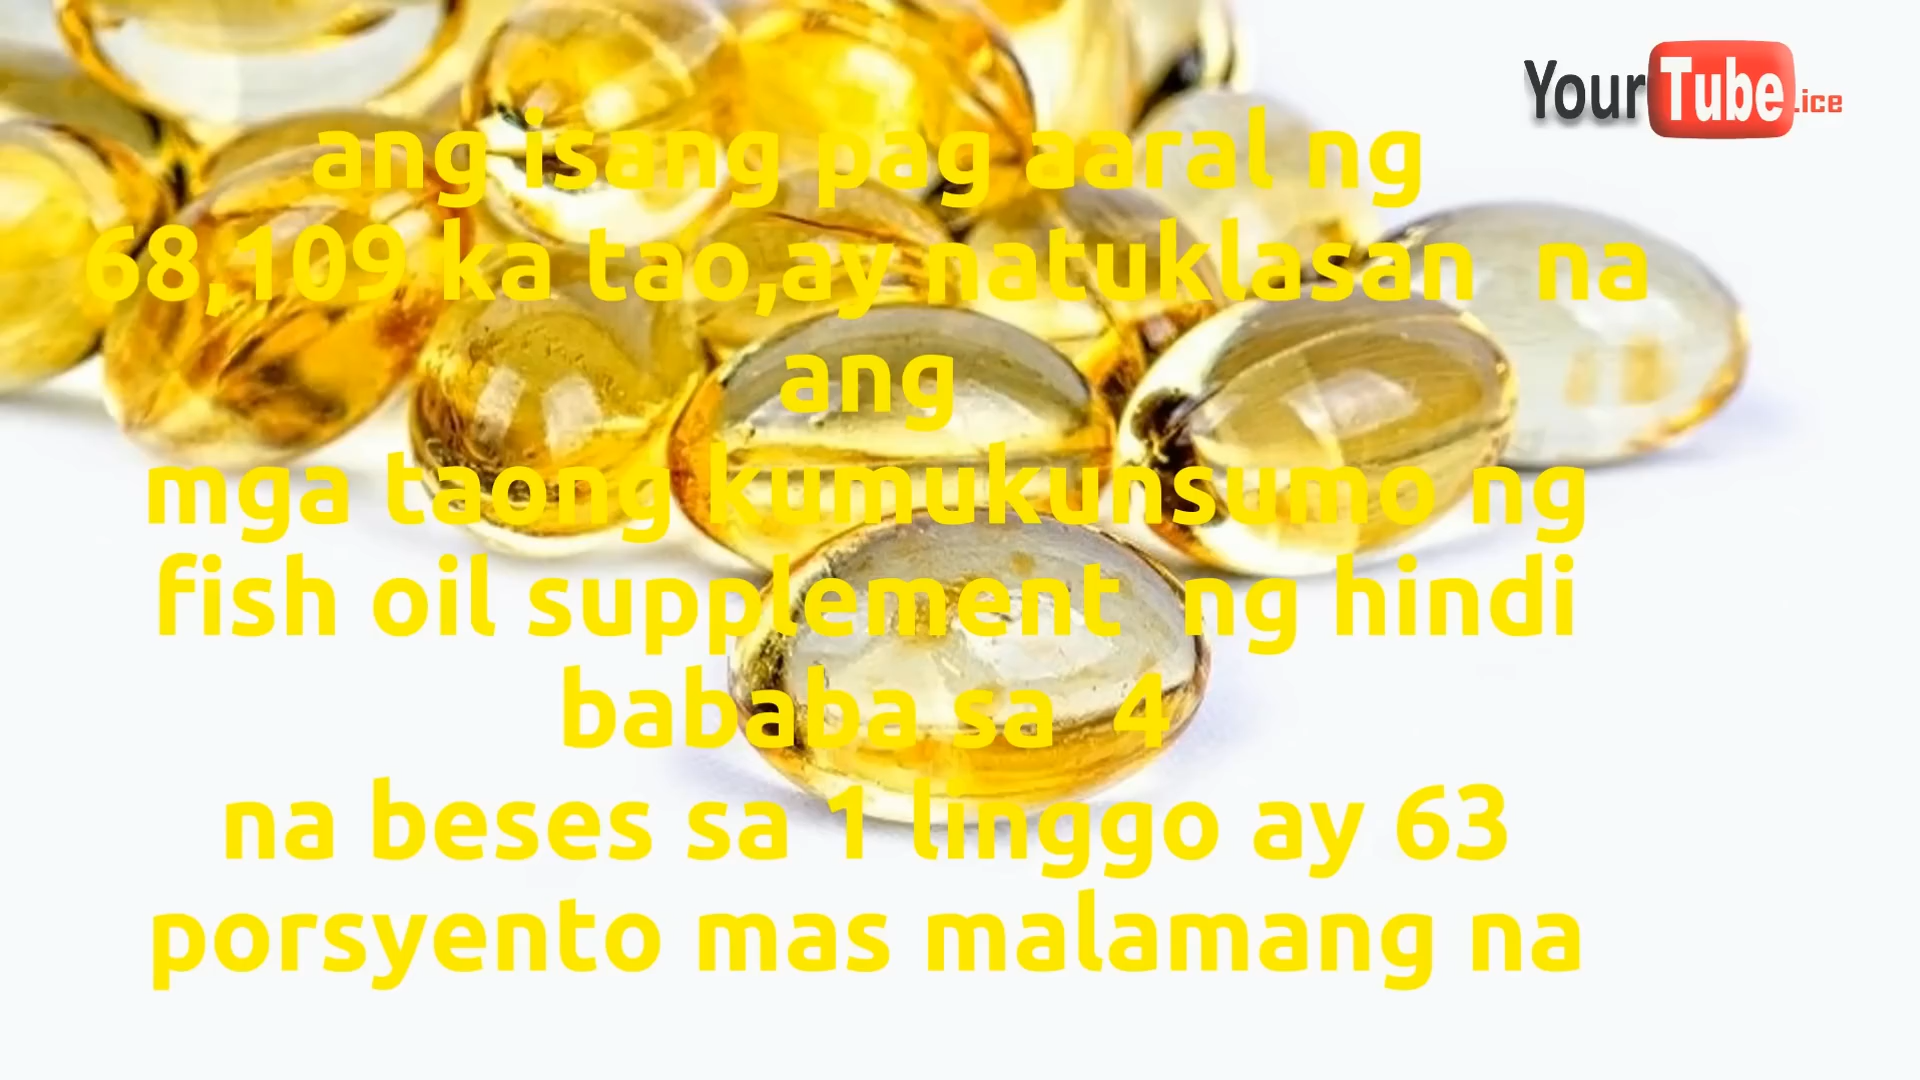 YourTube.ice
ang isang pag aaral ng
68,109 ka tao,ay natuklasan  na
ang
mga taong kumukunsumo ng
fish oil supplement  ng hindi
bababa sa  4
na beses sa 1 linggo ay 63
porsyento mas malamang na